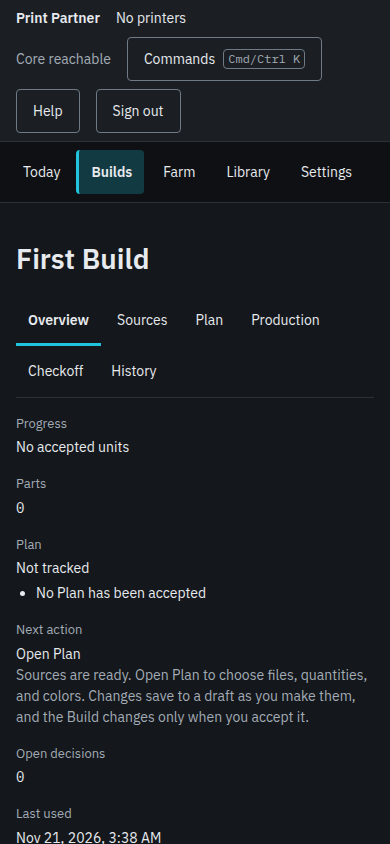 Print Partner No printers
Core reachable Commands Cmd/Ctrl K
Help Sign out
Today Builds Farm Library Settings
First Build
Overview Sources Plan Production
Checkoff History
Progress
No accepted units
Parts
0
Plan
Not tracked
• No Plan has been accepted
Next action
Open Plan
Sources are ready. Open Plan to choose files, quantities,
and colors. Changes save to a draft as you make them,
and the Build changes only when you accept it.
Open decisions
0
Last used
Nov 21, 2026, 3:38 AM